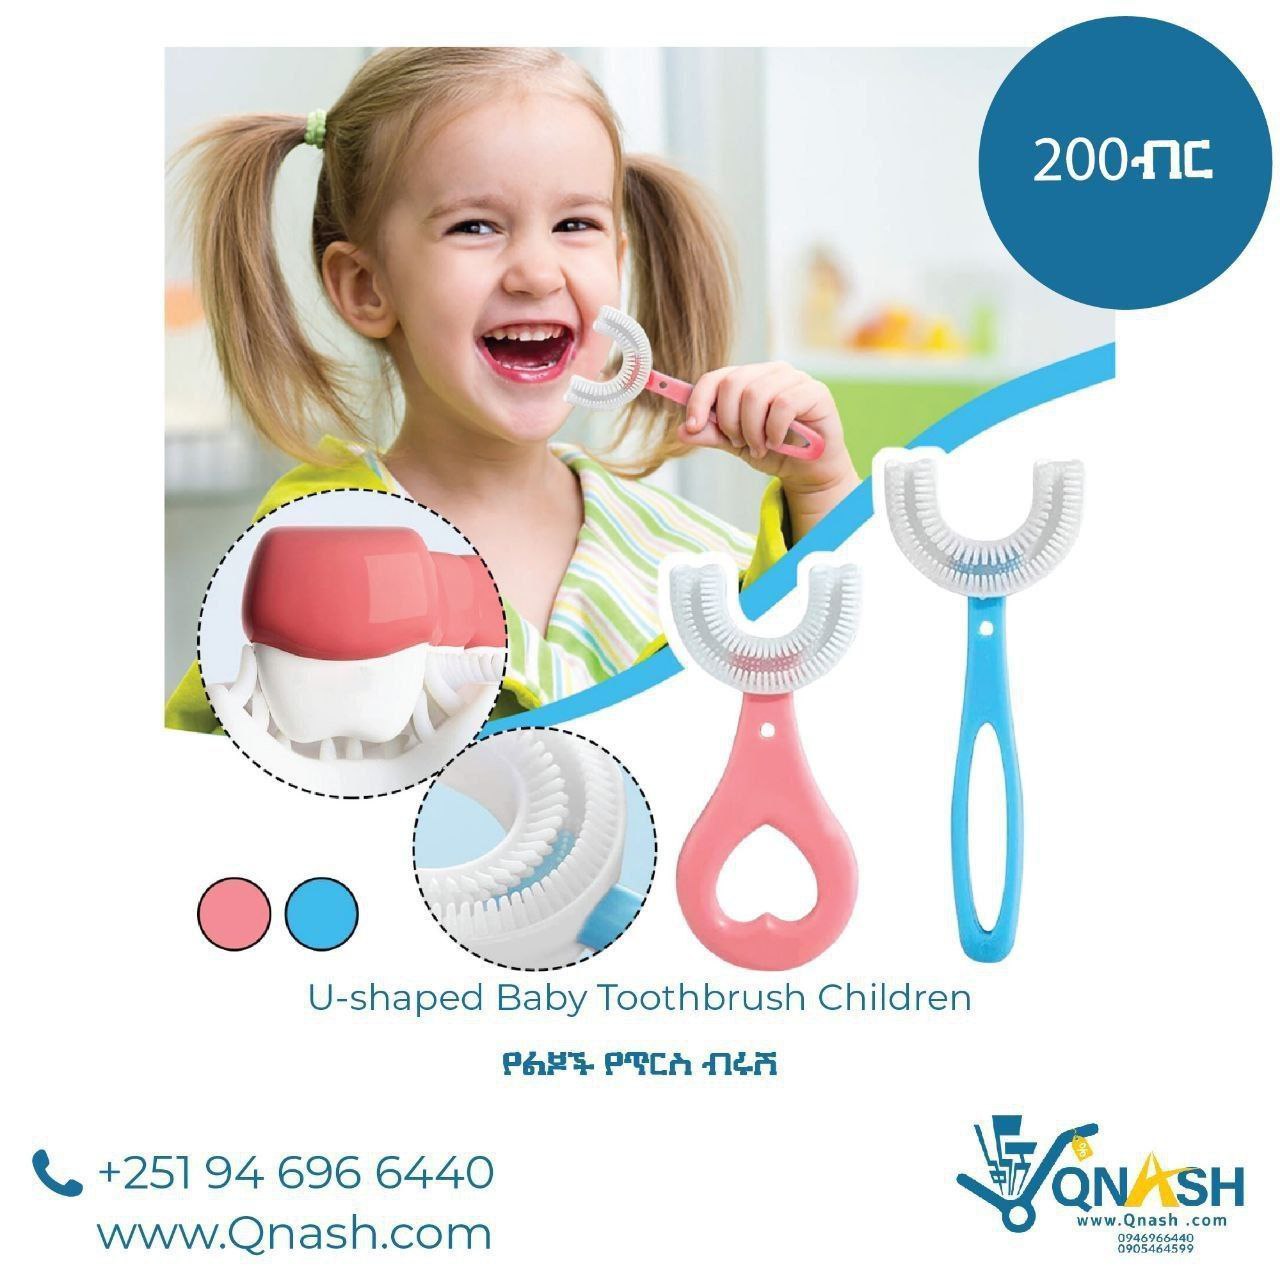 200ብር
U-shaped Baby Toothbrush Children
የልጆች የጥርስ ብሩሽ
+251 94 696 6440
www.Qnash.com
QNASH
www.Qnash .com
0946966440
0905464599